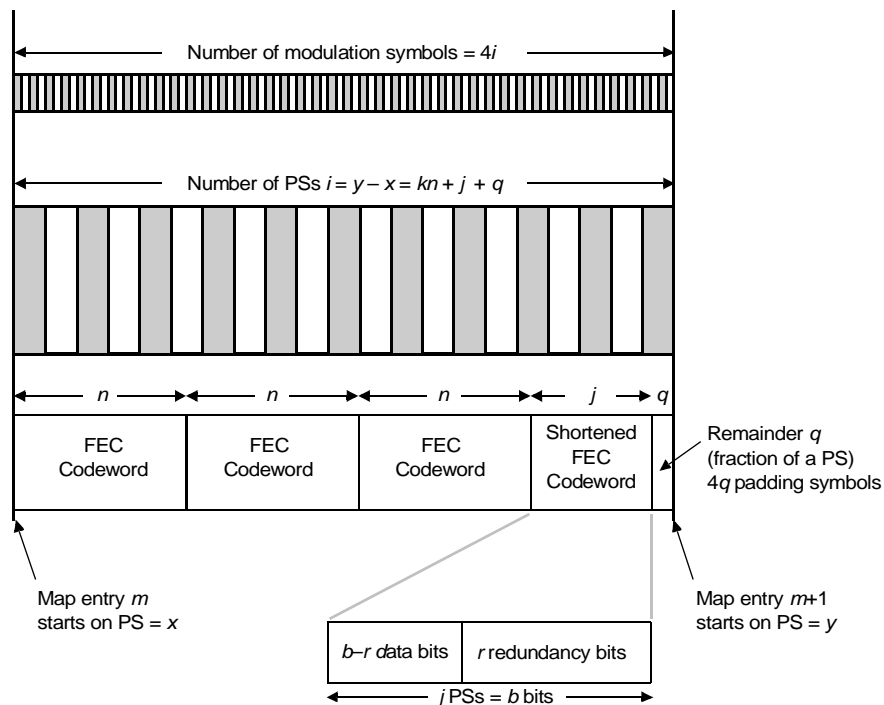 Number of modulation symbols = 4i
Number of PSs i = y – x = kn + j + q
n
n
n
j
q
FEC
Codeword
FEC
Codeword
FEC
Codeword
Shortened
FEC
Codeword
Remainder q
(fraction of a PS)
4q padding symbols
Map entry m
starts on PS = x
Map entry m+1
starts on PS = y
b–r data bits
r redundancy bits
j PSs = b bits